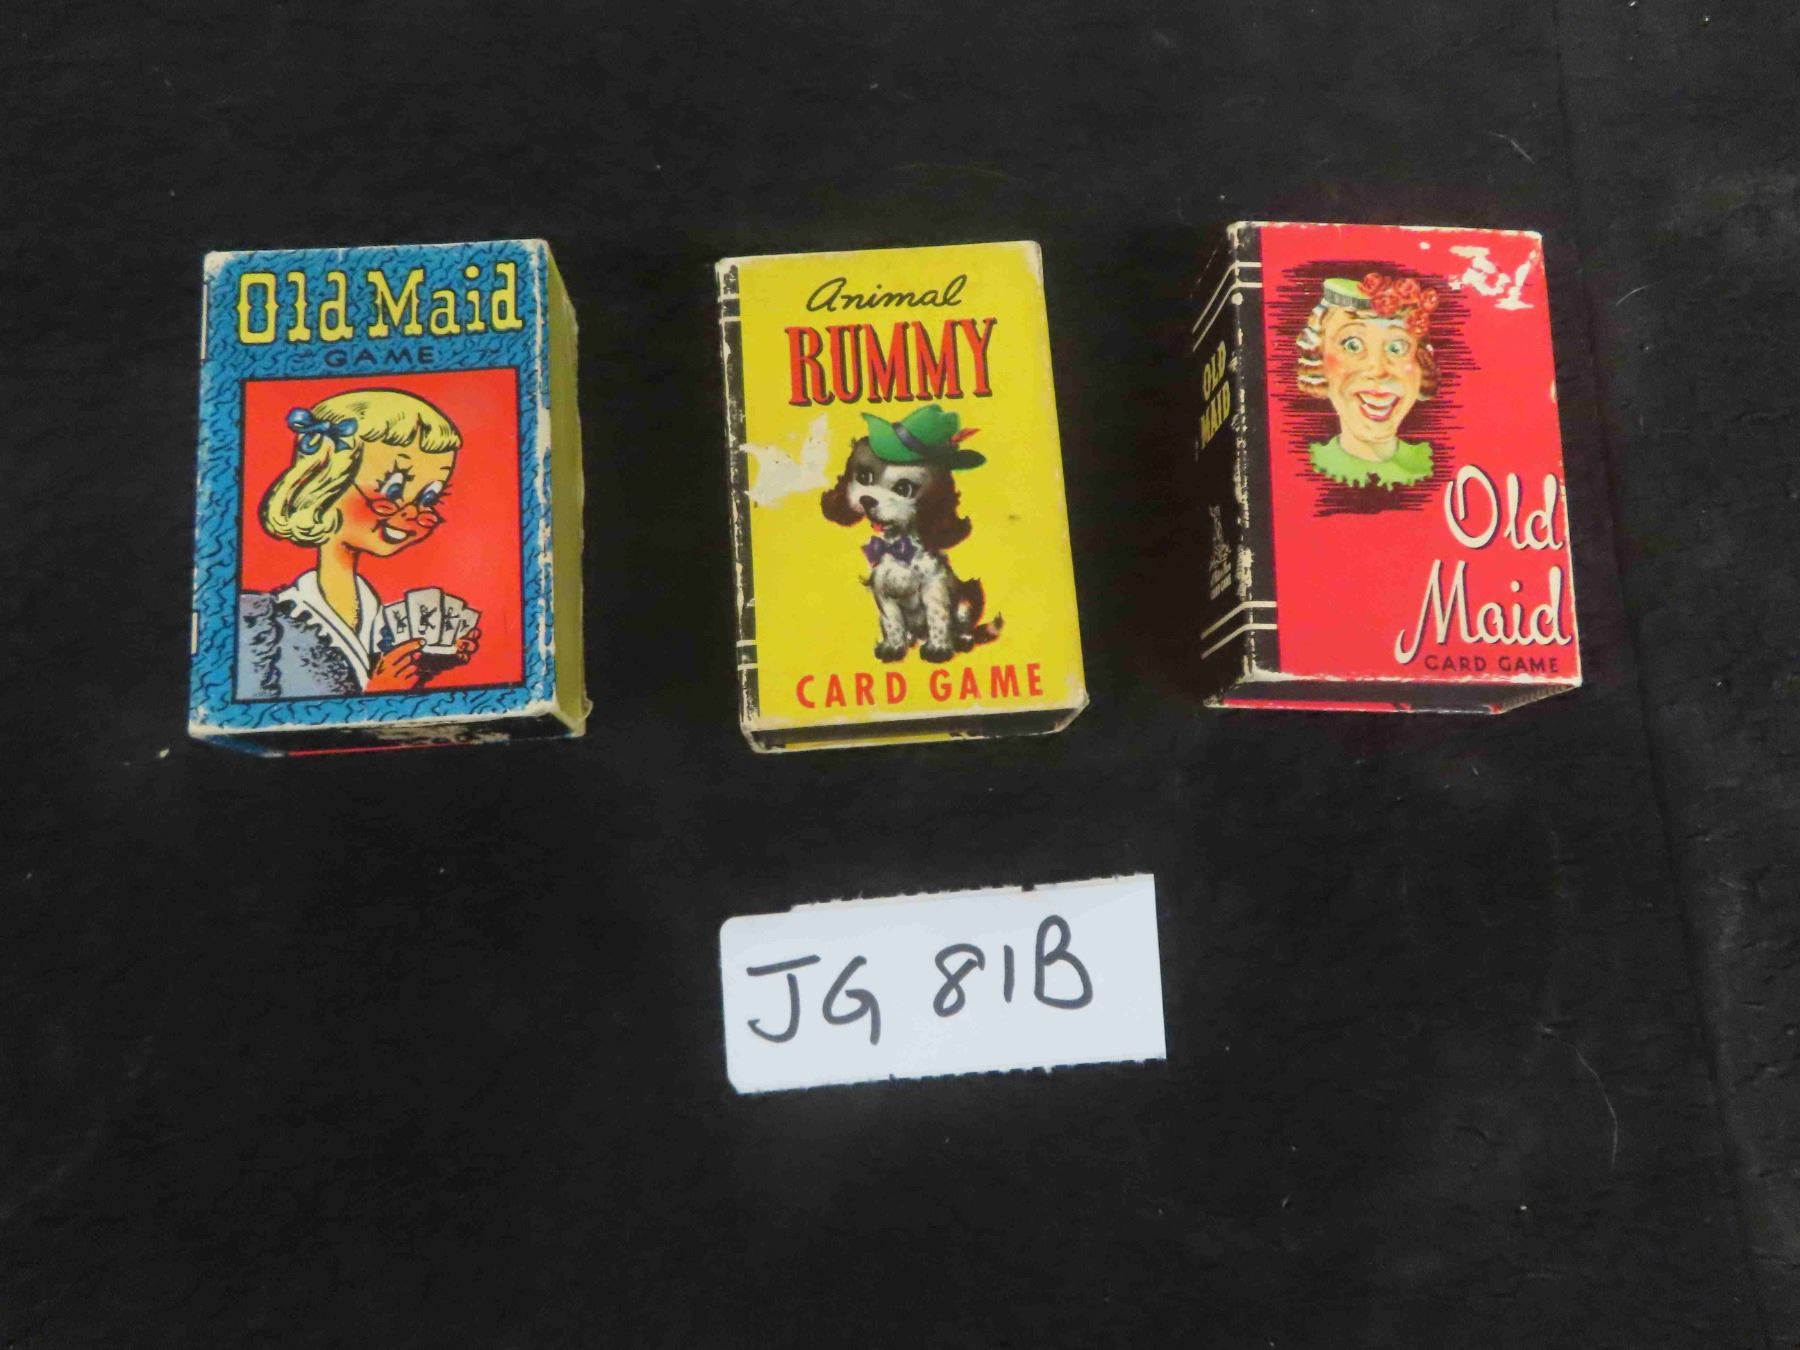 Old Maid
GAME
Animal
RUMMY
CARD GAME
OLD
MAID
Old
Maid
CARD GAME
JG 81B